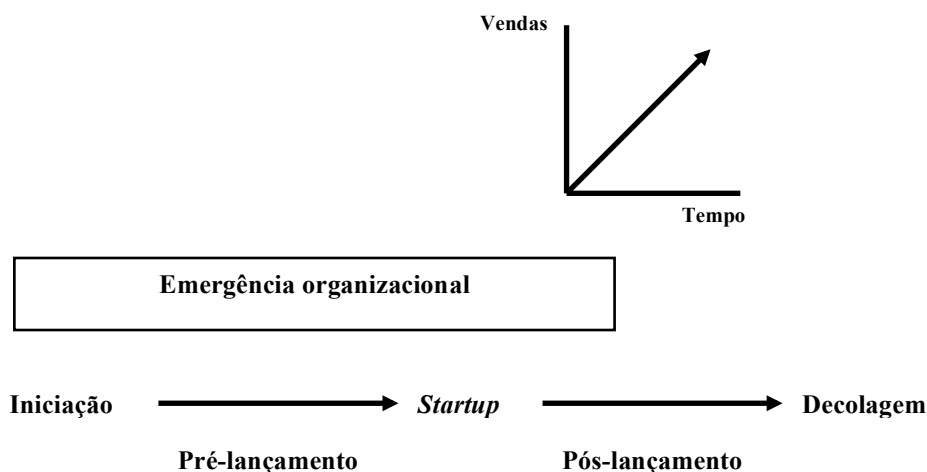 Vendas
Tempo
Emergência organizacional
Iniciação Startup Decolagem
Pré-lançamento Pós-lançamento